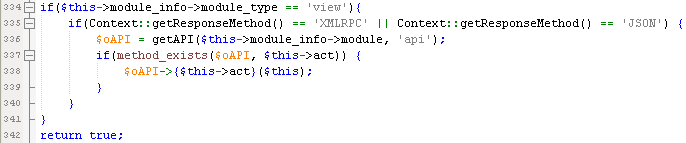 334 if($this->module_info->module_type == 'view'){
335     if(Context::getResponseMethod() == 'XMLRPC' || Context::getResponseMethod() == 'JSON') {
336         $oAPI = getAPI($this->module_info->module, 'api');
337         if(method_exists($oAPI, $this->act)) {
338             $oAPI->{$this->act}($this);
339         }
340     }
341 }
342 return true;